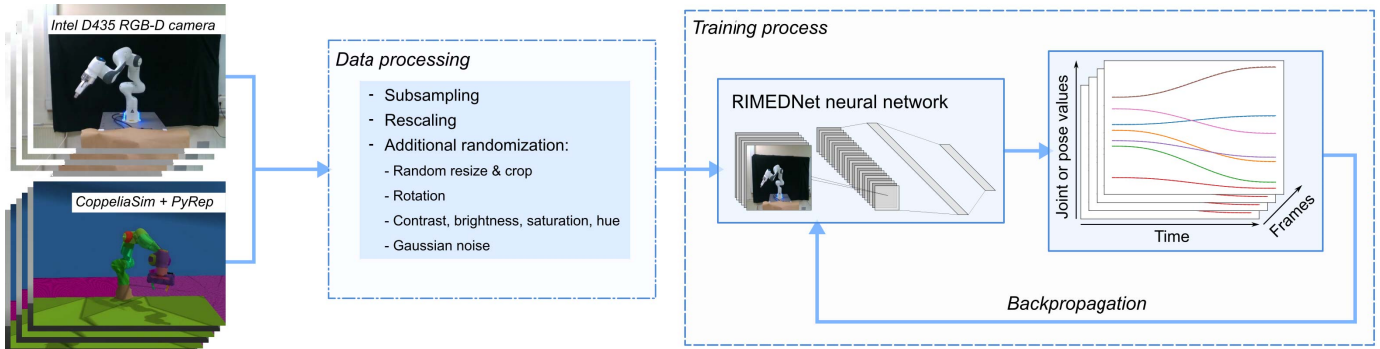 Intel D435 RGB-D camera
CoppeliaSim + PyRep
Data processing
- Subsampling
- Rescaling
- Additional randomization:
- Random resize & crop
- Rotation
- Contrast, brightness, saturation, hue
- Gaussian noise
Training process
RIMEDNet neural network
Joint or pose values
Time
Frames
Backpropagation